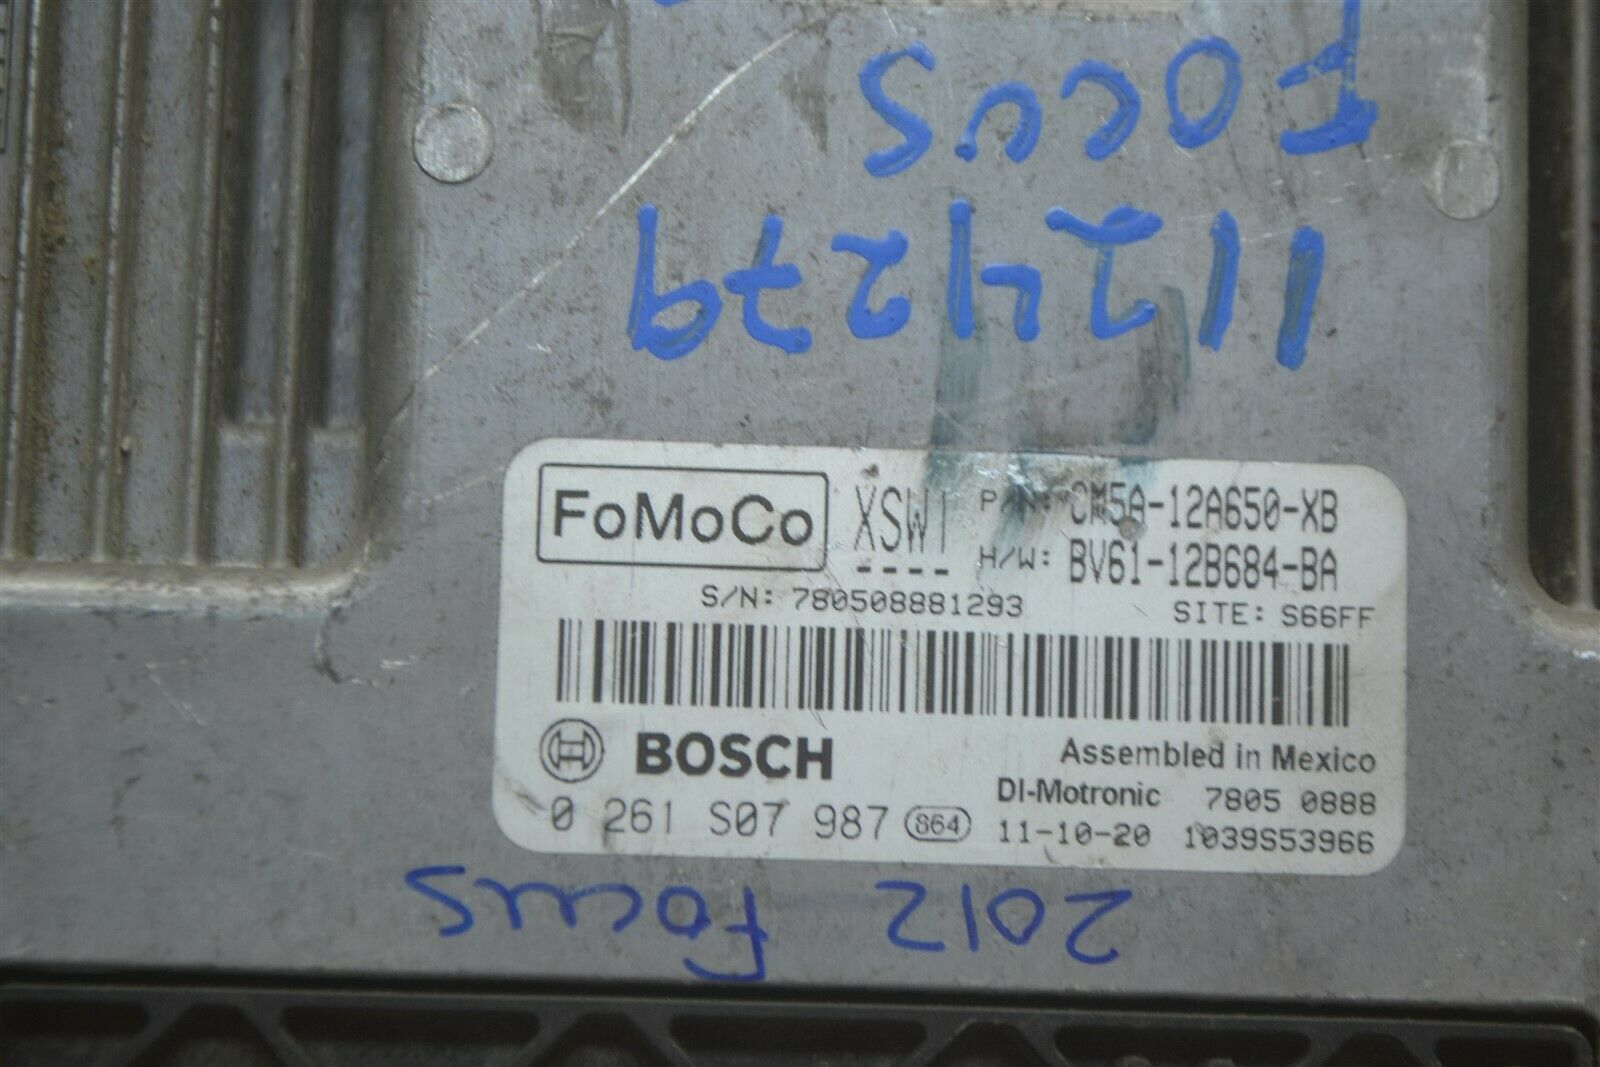 FOCUS
1124279
FoMoCo XSW1 P/N: CM5A-12A650-XB
H/W: BV61-12B684-BA
S/N: 780508881293 SITE: S66FF
BOSCH Assembled in Mexico
DI-Motronic 7805 0888
0 261 S07 987 864 11-10-20 1039S53966
2012 Focus